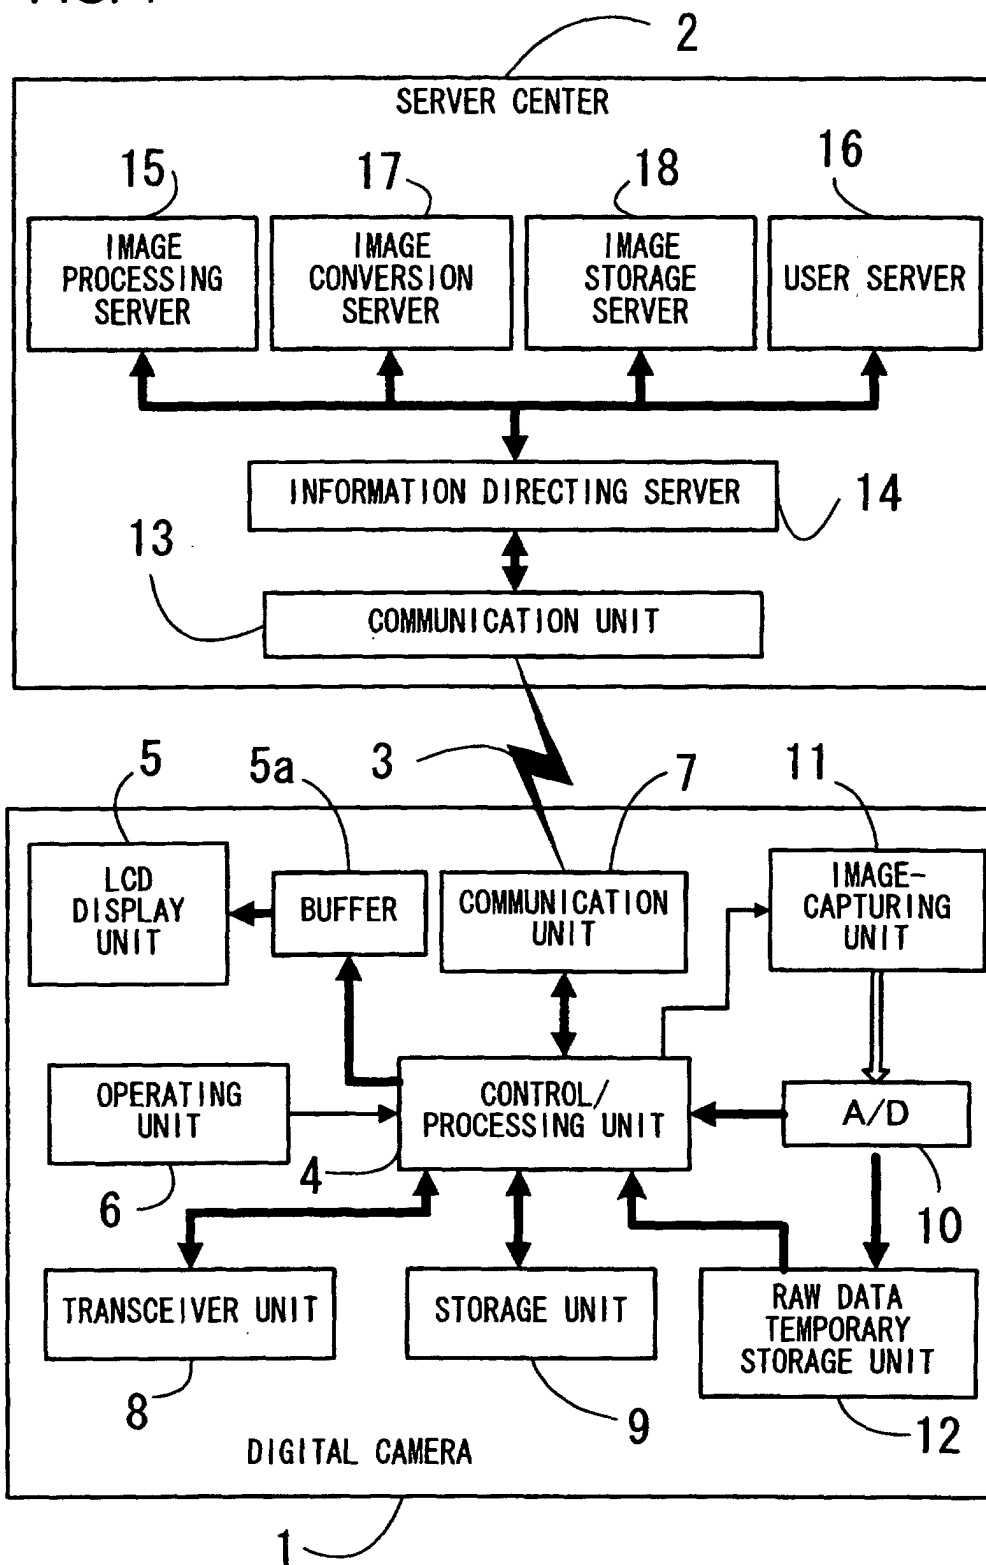 2
SERVER CENTER
15
17
18
16
IMAGE
PROCESSING
SERVER
IMAGE
CONVERSION
SERVER
IMAGE
STORAGE
SERVER
USER SERVER
INFORMATION DIRECTING SERVER
14
13
COMMUNICATION UNIT
3
5
5a
7
11
LCD
DISPLAY
UNIT
BUFFER
COMMUNICATION
UNIT
IMAGE-
CAPTURING
UNIT
OPERATING
UNIT
6
CONTROL/
PROCESSING UNIT
4
A/D
10
TRANSCEIVER UNIT
8
STORAGE UNIT
9
RAW DATA
TEMPORARY
STORAGE UNIT
12
DIGITAL CAMERA
1